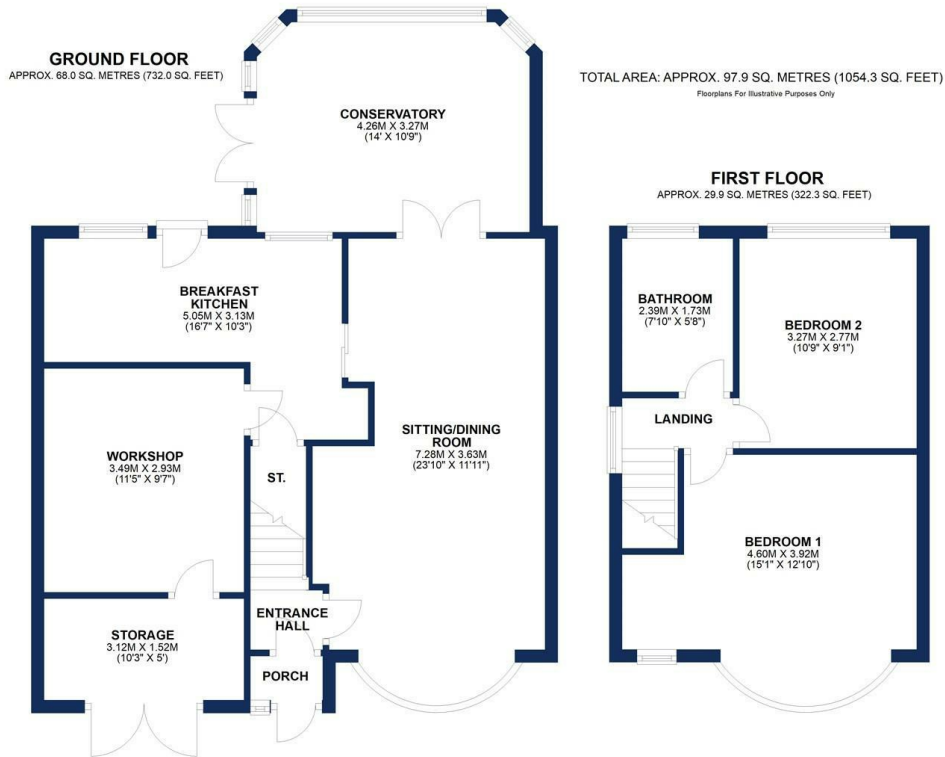 GROUND FLOOR
APPROX. 68.0 SQ. METRES (732.0 SQ. FEET)
TOTAL AREA: APPROX. 97.9 SQ. METRES (1054.3 SQ. FEET)
Floorplans For Illustrative Purposes Only
CONSERVATORY
4.26M X 3.27M
(14' X 10'9")
FIRST FLOOR
APPROX. 29.9 SQ. METRES (322.3 SQ. FEET)
BREAKFAST
KITCHEN
5.05M X 3.13M
(16'7" X 10'3")
BATHROOM
2.39M X 1.73M
(7'10" X 5'8")
BEDROOM 2
3.27M X 2.77M
(10'9" X 9'1")
WORKSHOP
3.49M X 2.93M
(11'5" X 9'7")
ST.
SITTING/DINING
ROOM
7.28M X 3.63M
(23'10" X 11'11")
LANDING
BEDROOM 1
4.60M X 3.92M
(15'1" X 12'10")
STORAGE
3.12M X 1.52M
(10'3" X 5')
ENTRANCE
HALL
PORCH